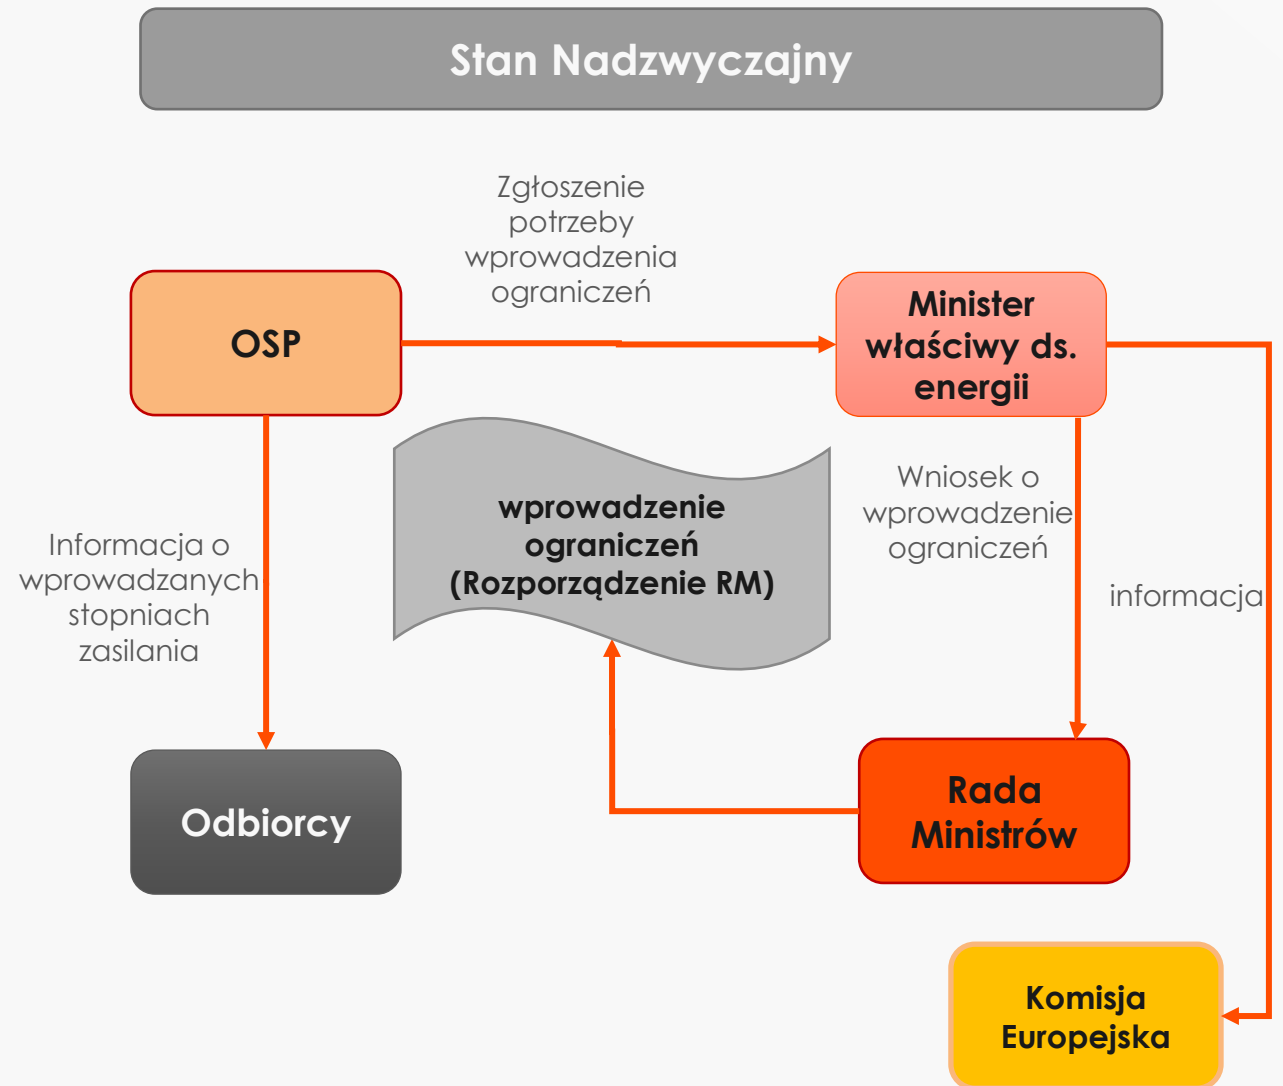 Stan Nadzwyczajny
Zgłoszenie
potrzeby
wprowadzenia
ograniczeń
OSP
Minister
właściwy ds.
energii
wprowadzenie
ograniczeń
(Rozporządzenie RM)
Wniosek o
wprowadzenie
ograniczeń
Informacja o
wprowadzanych
stopniach
zasilania
informacja
Odbiorcy
Rada
Ministrów
Komisja
Europejska